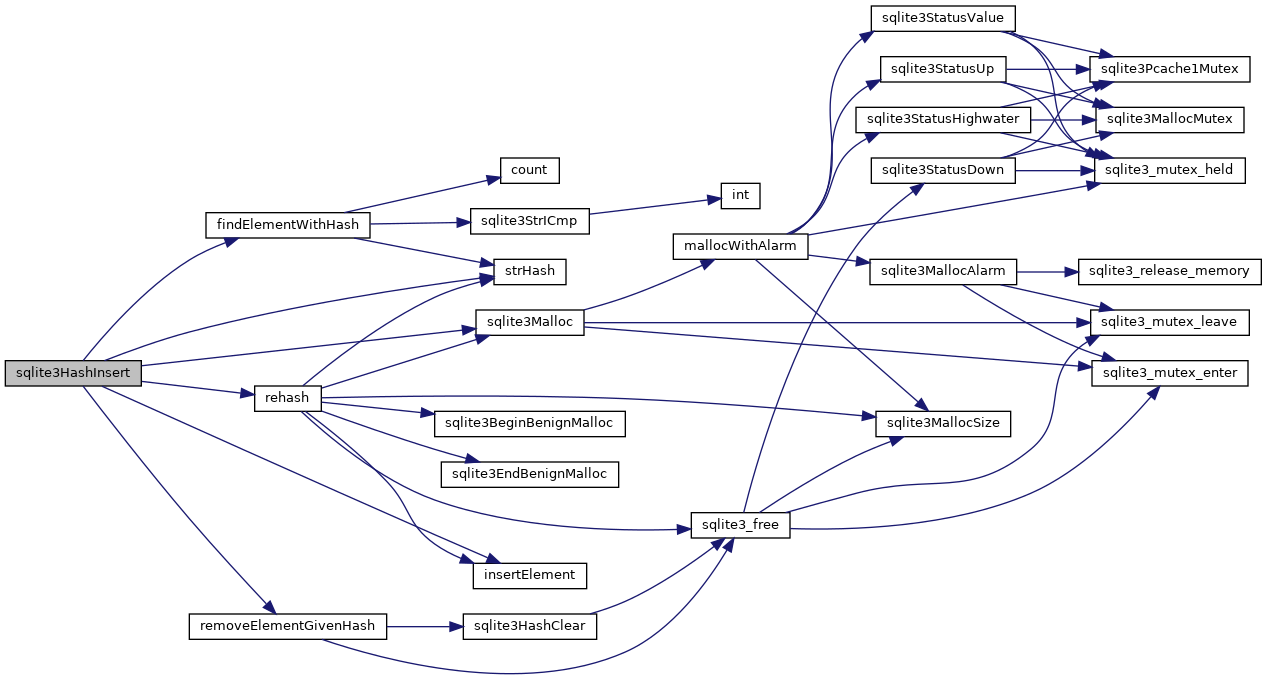 sqlite3StatusValue
sqlite3StatusUp
sqlite3Pcache1Mutex
sqlite3StatusHighwater
sqlite3MallocMutex
count
sqlite3StatusDown
sqlite3_mutex_held
int
findElementWithHash
sqlite3StrICmp
mallocWithAlarm
strHash
sqlite3MallocAlarm
sqlite3_release_memory
sqlite3Malloc
sqlite3_mutex_leave
sqlite3HashInsert
sqlite3_mutex_enter
rehash
sqlite3BeginBenignMalloc
sqlite3MallocSize
sqlite3EndBenignMalloc
sqlite3_free
insertElement
removeElementGivenHash
sqlite3HashClear